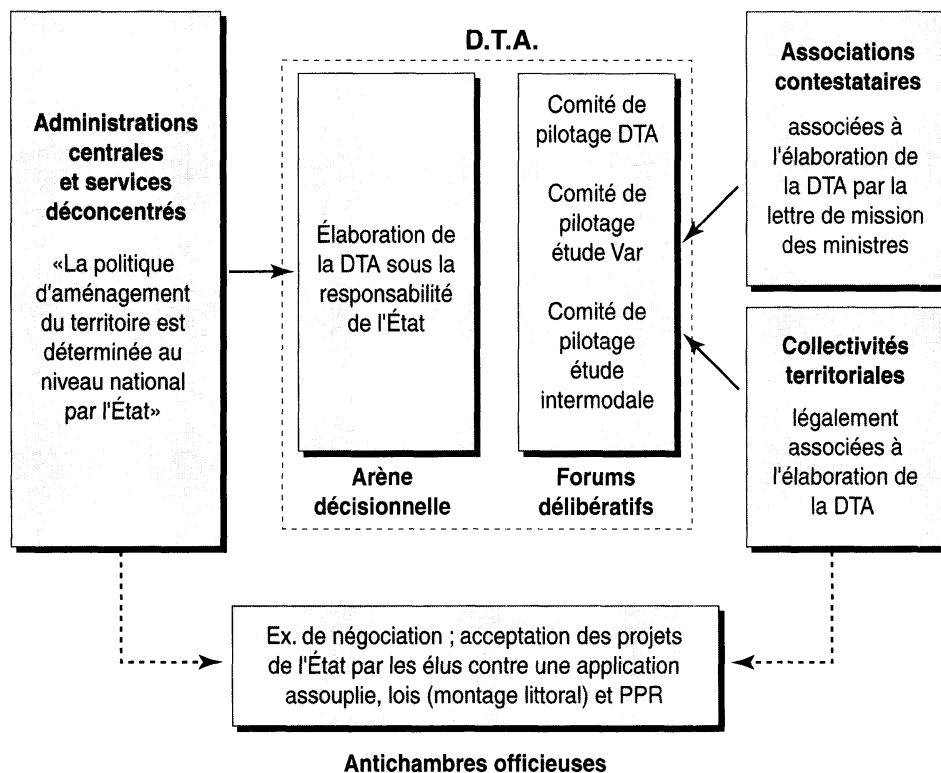 D.T.A.
Administrations
centrales
et services
déconcentrés
«La politique
d'aménagement
du territoire est
déterminée au
niveau national
par l'État»
Élaboration de
la DTA sous la
responsabilité
de l'État
Arène
décisionnelle
Comité de
pilotage DTA
Comité de
pilotage
étude Var
Comité de
pilotage
étude
intermodale
Forums
délibératifs
Associations
contestataires
associées à
l'élaboration de
la DTA par la
lettre de mission
des ministres
Collectivités
territoriales
légalement
associées à
l'élaboration de
la DTA
Ex. de négociation ; acceptation des projets
de l'État par les élus contre une application
assouplie, lois (montage littoral) et PPR
Antichambres officieuses